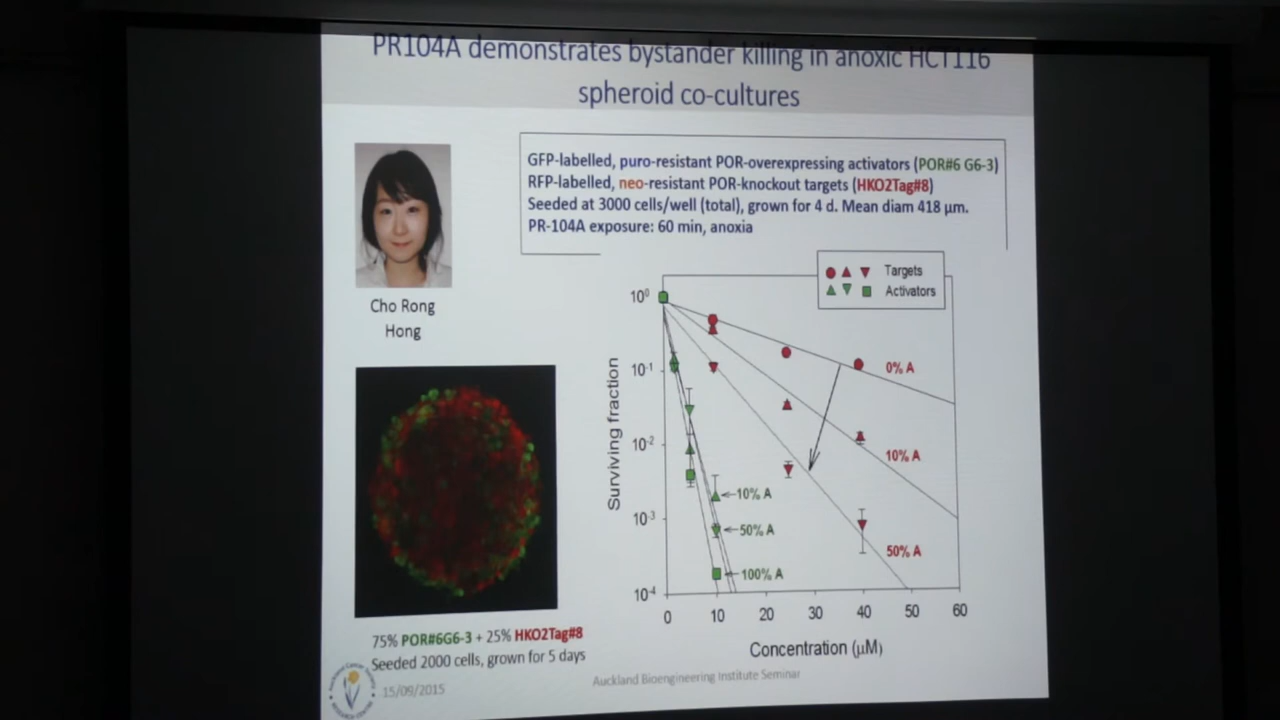 PR104A demonstrates bystander killing in anoxic HCT116
spheroid co-cultures
GFP-labelled, puro-resistant POR-overexpressing activators (POR#6 G6-3)
RFP-labelled, neo-resistant POR-knockout targets (HKO2Tag#8)
Seeded at 3000 cells/well (total), grown for 4 d. Mean diam 418 µm.
PR-104A exposure: 60 min, anoxia
Cho Rong
Hong
Targets
Activators
Surviving fraction
10⁰
10⁻¹
10⁻²
10⁻³
10⁻⁴
0% A
10% A
50% A
10% A
50% A
100% A
0 10 20 30 40 50 60
Concentration (µM)
75% POR#6G6-3 + 25% HKO2Tag#8
Seeded 2000 cells, grown for 5 days
15/09/2015
Auckland Bioengineering Institute Seminar